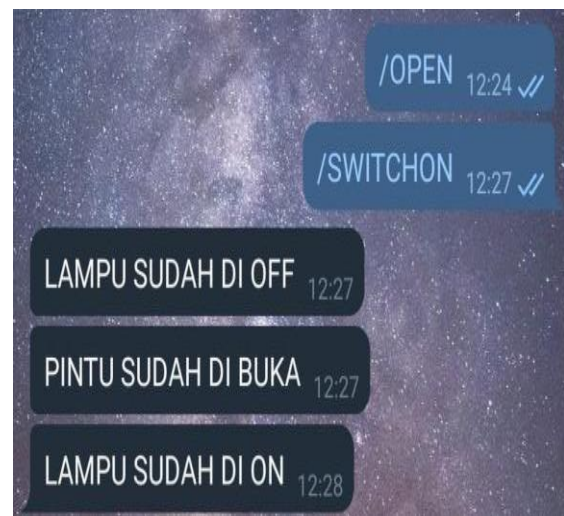 /OPEN 12:24
/SWITCHON 12:27
LAMPU SUDAH DI OFF 12:27
PINTU SUDAH DI BUKA 12:27
LAMPU SUDAH DI ON 12:28